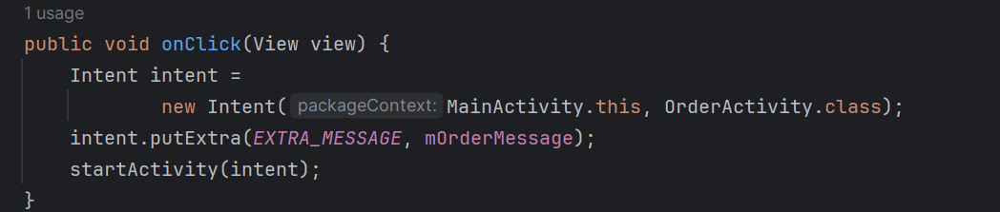 1 usage
public void onClick(View view) {
    Intent intent =
            new Intent( packageContext: MainActivity.this, OrderActivity.class);
    intent.putExtra(EXTRA_MESSAGE, mOrderMessage);
    startActivity(intent);
}